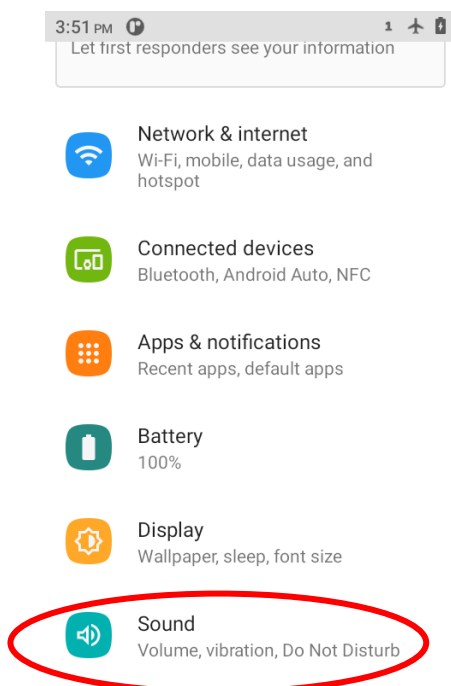 3:51 PM 1
Let first responders see your information
Network & internet
Wi-Fi, mobile, data usage, and
hotspot
Connected devices
Bluetooth, Android Auto, NFC
Apps & notifications
Recent apps, default apps
Battery
100%
Display
Wallpaper, sleep, font size
Sound
Volume, vibration, Do Not Disturb